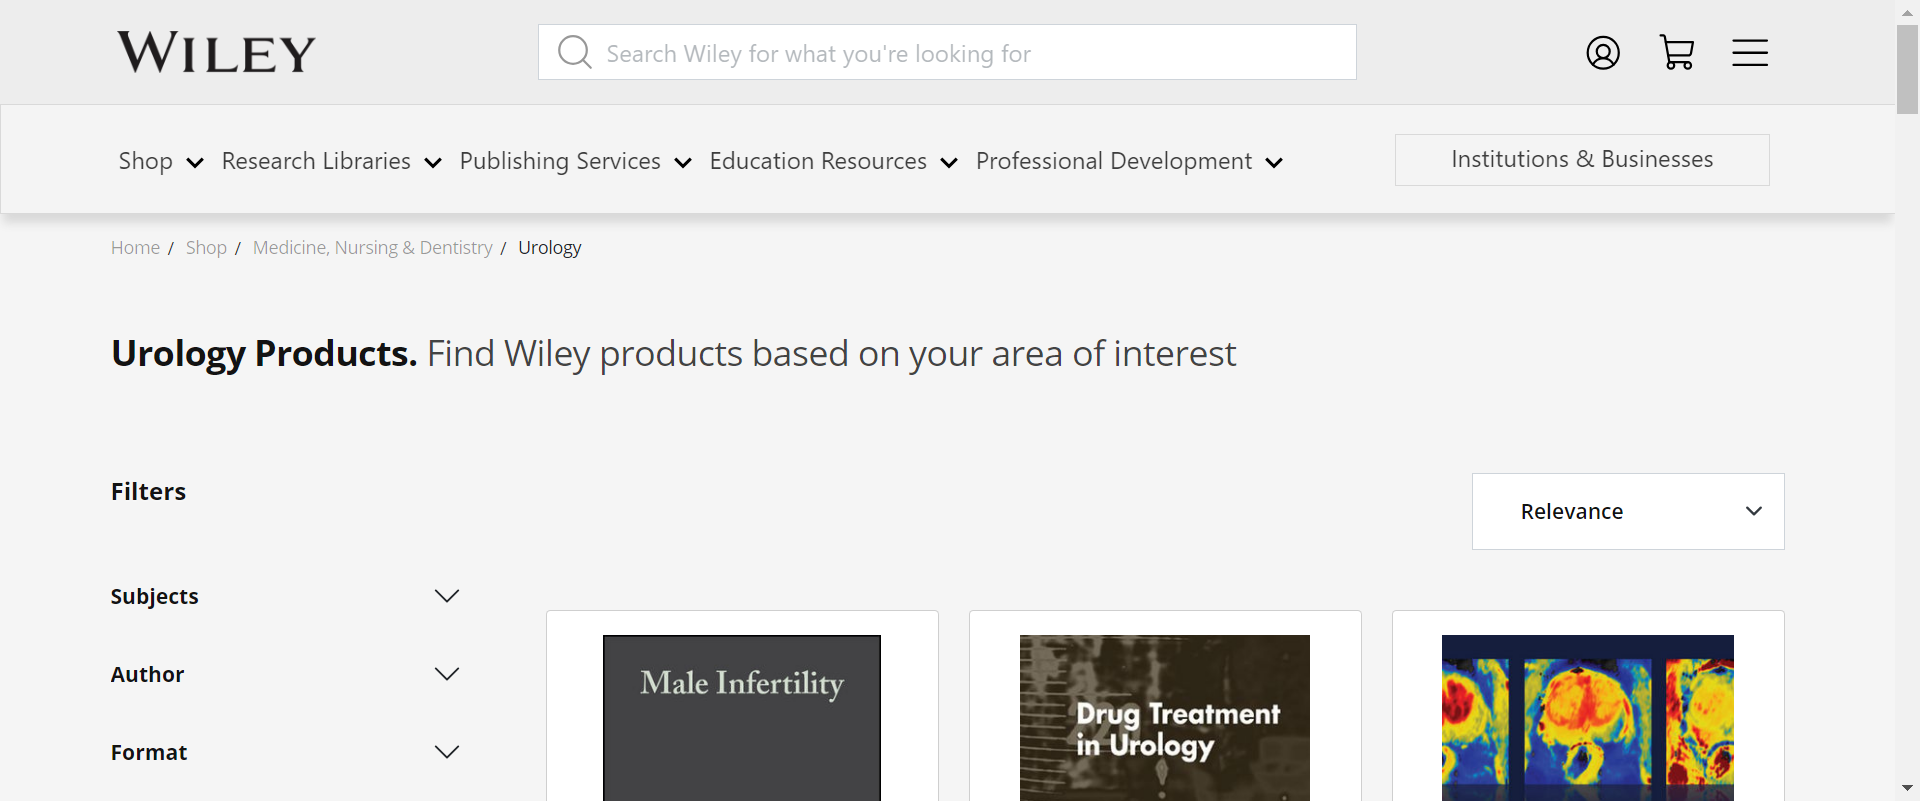 WILEY
Search Wiley for what you're looking for
Shop
Research Libraries
Publishing Services
Education Resources
Professional Development
Institutions & Businesses
Home / Shop / Medicine, Nursing & Dentistry / Urology
Urology Products. Find Wiley products based on your area of interest
Filters
Relevance
Subjects
Author
Format
Male Infertility
Drug Treatment
in Urology